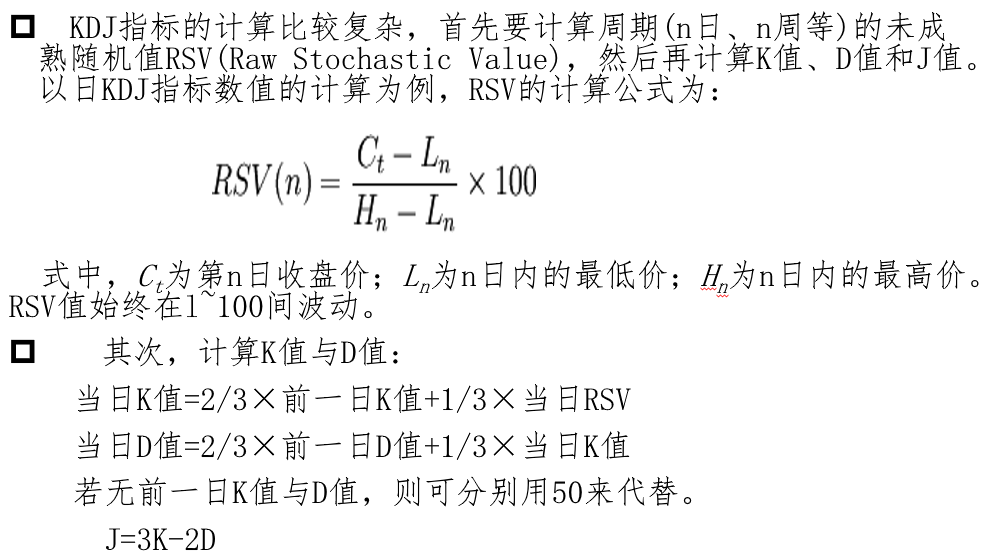 KDJ指标的计算比较复杂，首先要计算周期(n日、n周等)的未成
熟随机值RSV(Raw Stochastic Value)，然后再计算K值、D值和J值。
以日KDJ指标数值的计算为例，RSV的计算公式为：
RSV(n) = (C_t − L_n)/(H_n − L_n) × 100
式中，C_t为第n日收盘价；L_n为n日内的最低价；H_n为n日内的最高价。
RSV值始终在1~100间波动。
其次，计算K值与D值：
当日K值=2/3×前一日K值+1/3×当日RSV
当日D值=2/3×前一日D值+1/3×当日K值
若无前一日K值与D值，则可分别用50来代替。
J=3K-2D